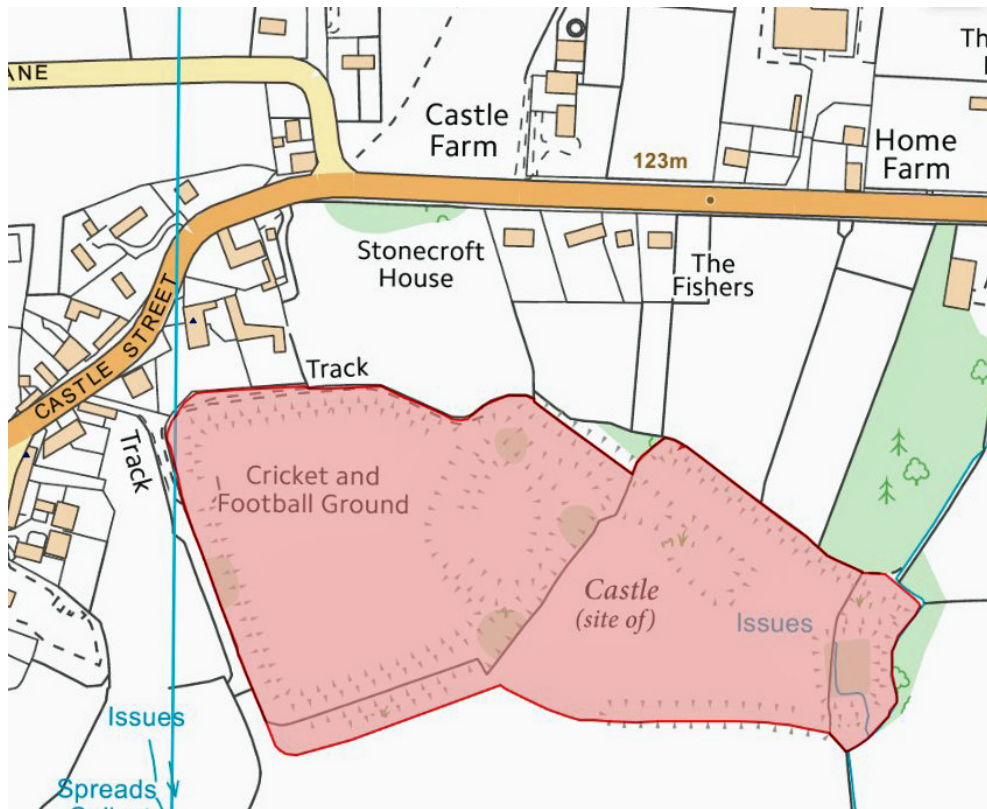 ANE
Castle
Farm
123m
Th
Home
Farm
Stonecroft
House
The
Fishers
CASTLE STREET
Track
Track
Cricket and
Football Ground
Castle
(site of)
Issues
Issues
Spreads